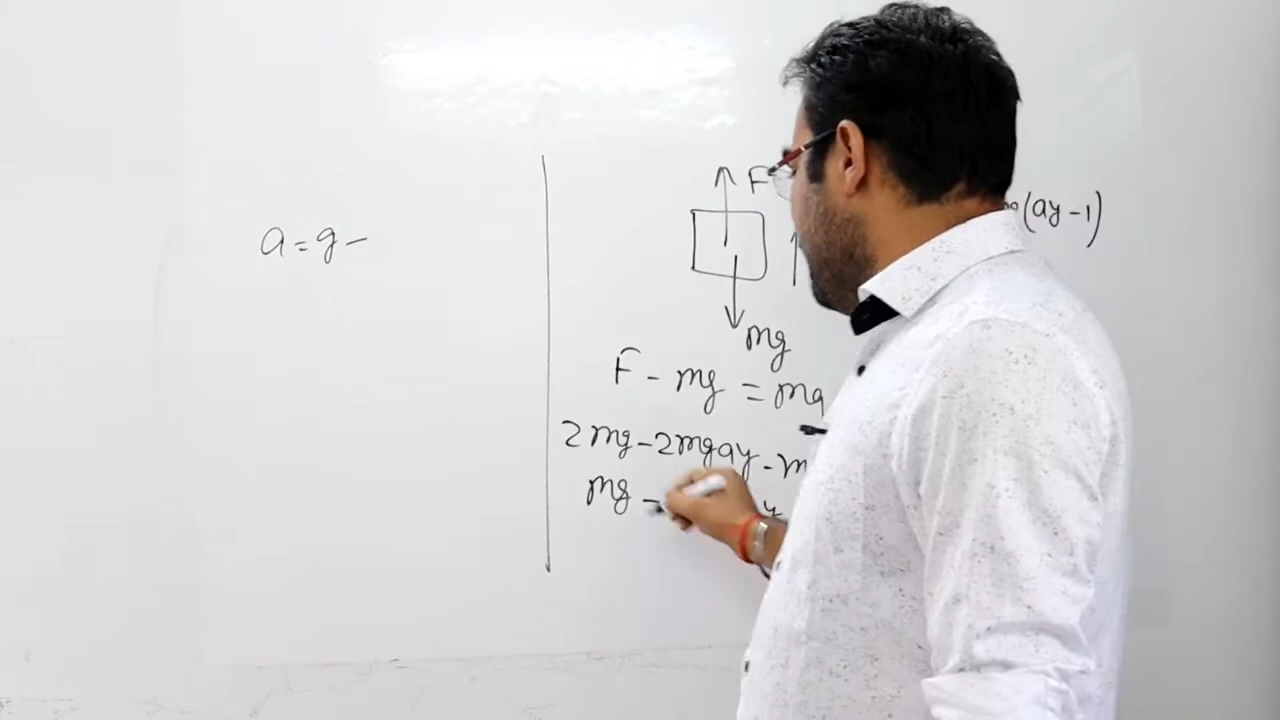 a = g -
F
(ay - 1)
mg
F - mg = ma
2mg - 2mgay - m
mg - y